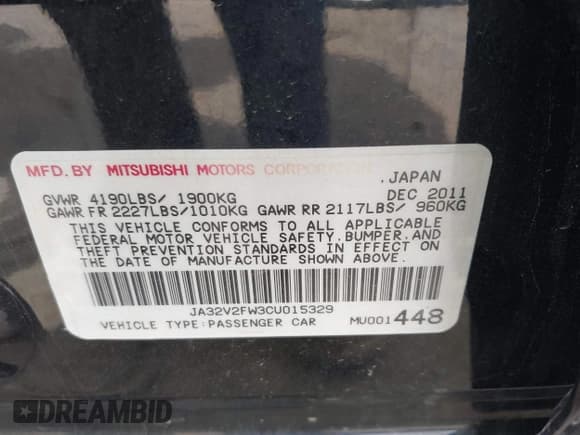 MFD.BY MITSUBISHI MOTORS CORPORATION
.JAPAN
GVWR 4190LBS/ 1900KG DEC 2011
GAWR FR 2227LBS/1010KG GAWR RR 2117LBS/ 960KG
THIS VEHICLE CONFORMS TO ALL APPLICABLE
FEDERAL MOTOR VEHICLE SAFETY,BUMPER,AND
THEFT PREVENTION STANDARDS IN EFFECT ON
THE DATE OF MANUFACTURE SHOWN ABOVE.
JA32V2FW3CU015329
VEHICLE TYPE:PASSENGER CAR MU001448
DREAMBID